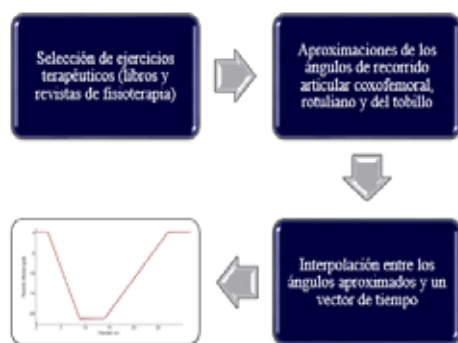 Selección de ejercicios
terapéuticos (libros y
revistas de fisioterapia)
Aproximaciones de los
ángulos de recorrido
articular coxofemoral,
rotuliano y del tobillo
Interpolación entre los
ángulos aproximados y un
vector de tiempo